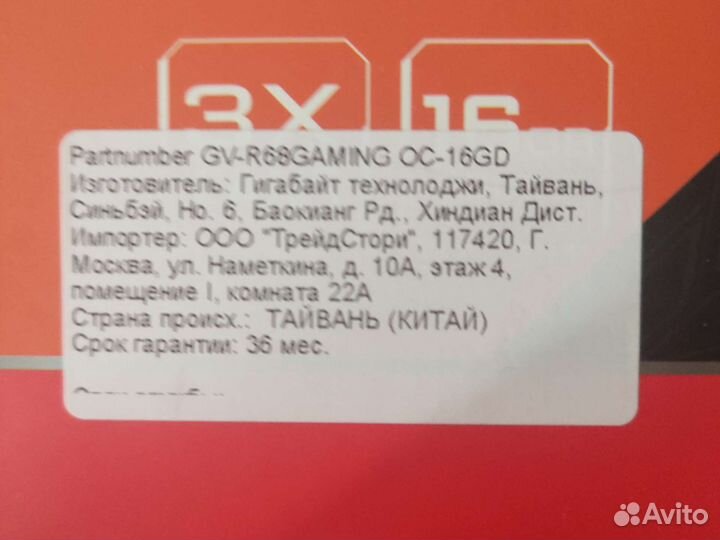 3X 16
Partnumber GV-R68GAMING OC-16GD
Изготовитель: Гигабайт технолоджи, Тайвань,
Синьбэй, Но. 6, Баокианг Рд., Хиндиан Дист.
Импортер: ООО "ТрейдСтори", 117420, Г.
Москва, ул. Наметкина, д. 10А, этаж 4,
помещение I, комната 22А
Страна происх.: ТАЙВАНЬ (КИТАЙ)
Срок гарантии: 36 мес.
Avito